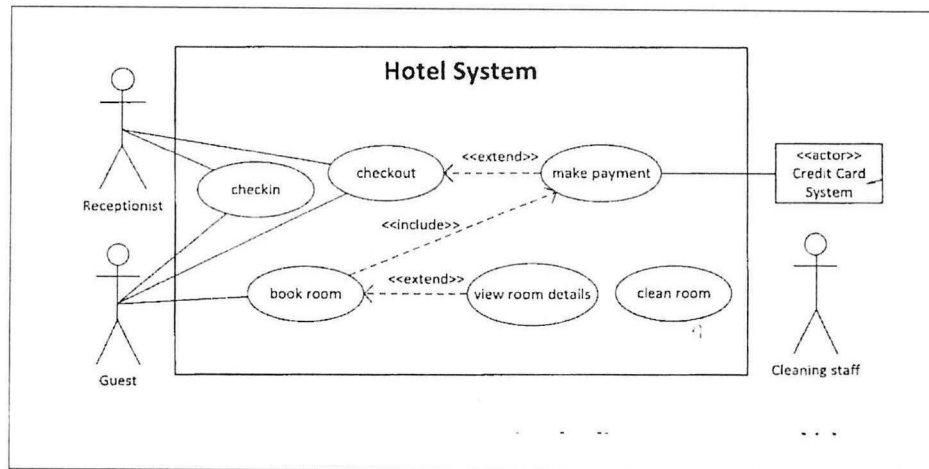 Hotel System
<<extend>>
checkout
make payment
<<actor>>
Credit Card
System
checkin
Receptionist
<<include>>
<<extend>>
book room
view room details
clean room
Guest
Cleaning staff